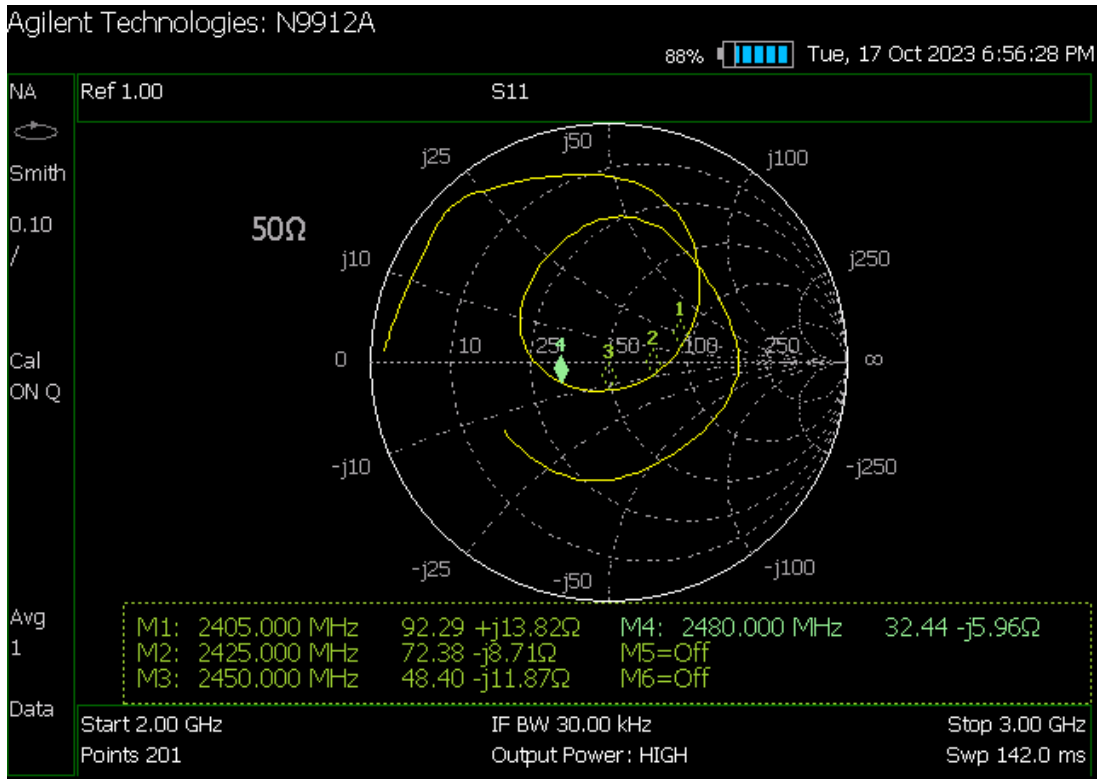 Agilent Technologies: N9912A
88% Tue, 17 Oct 2023 6:56:28 PM
NA
Ref 1.00 S11
Smith
0.10
/
Cal
ON Q
Avg
1
Data
50Ω
j50
j25 j100
j10 j250
0 10 25 50 100 250 ∞
1
2
3
4
-j10 -j250
-j25 -j50 -j100
M1: 2405.000 MHz 92.29 +j13.82Ω M4: 2480.000 MHz 32.44 -j5.96Ω
M2: 2425.000 MHz 72.38 -j8.71Ω M5=Off
M3: 2450.000 MHz 48.40 -j11.87Ω M6=Off
Start 2.00 GHz IF BW 30.00 kHz Stop 3.00 GHz
Points 201 Output Power: HIGH Swp 142.0 ms